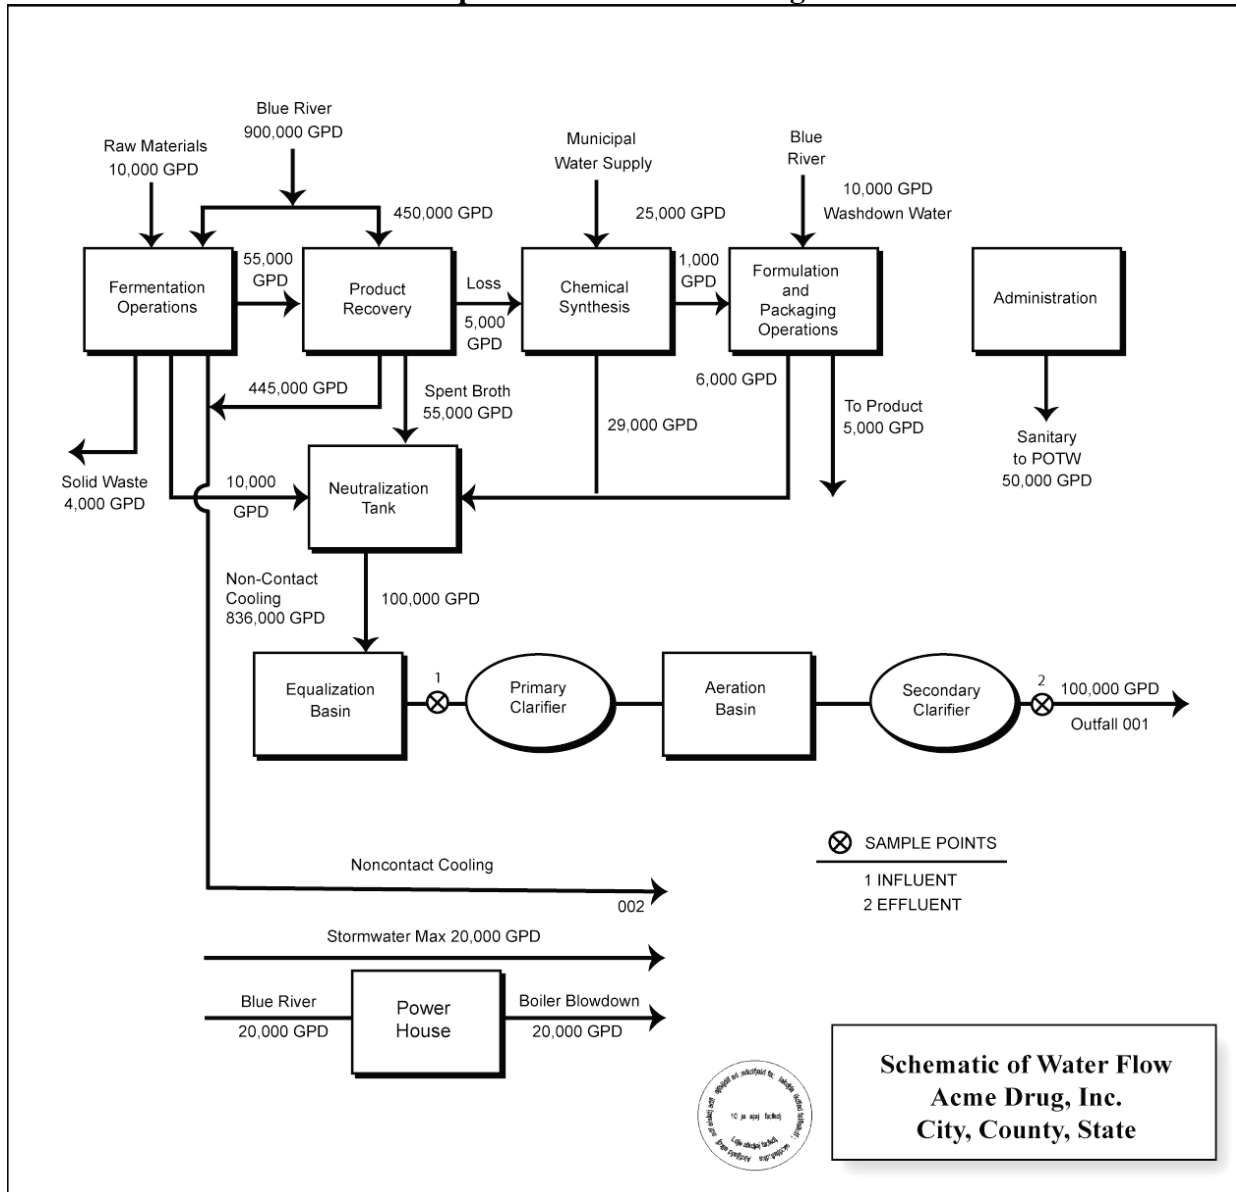 Blue River
900,000 GPD
Raw Materials
10,000 GPD
Municipal
Water Supply
Blue
River
450,000 GPD
25,000 GPD
10,000 GPD
Washdown Water
Fermentation
Operations
55,000
GPD
Product
Recovery
Loss
5,000
GPD
Chemical
Synthesis
1,000
GPD
Formulation
and
Packaging
Operations
Administration
445,000 GPD
Spent Broth
55,000 GPD
29,000 GPD
6,000 GPD
To Product
5,000 GPD
Sanitary
to POTW
50,000 GPD
Solid Waste
4,000 GPD
10,000
GPD
Neutralization
Tank
Non-Contact
Cooling
836,000 GPD
100,000 GPD
Equalization
Basin
1
Primary
Clarifier
Aeration
Basin
Secondary
Clarifier
2
100,000 GPD
Outfall 001
SAMPLE POINTS
1 INFLUENT
2 EFFLUENT
Noncontact Cooling
002
Stormwater Max 20,000 GPD
Blue River
20,000 GPD
Power
House
Boiler Blowdown
20,000 GPD
Schematic of Water Flow
Acme Drug, Inc.
City, County, State